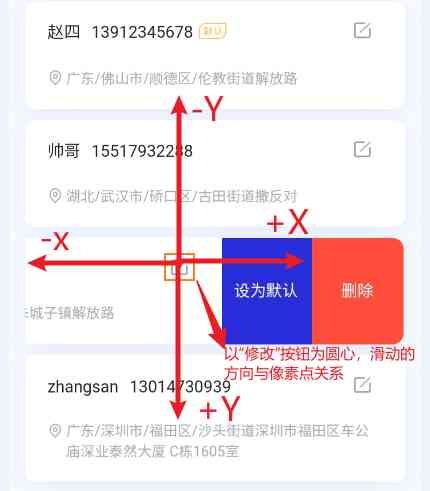 赵四 13912345678 默认
广东/佛山市/顺德区/伦教街道解放路
-Y
帅哥 15517932288
湖北/武汉市/硚口区/古田街道撒反对
-x
+X
设为默认 删除
城子镇解放路
以“修改”按钮为圆心，滑动的
方向与像素点关系
zhangsan 13014730939
+Y
广东/深圳市/福田区/沙头街道深圳市福田区车公
庙深业泰然大厦 C栋1605室